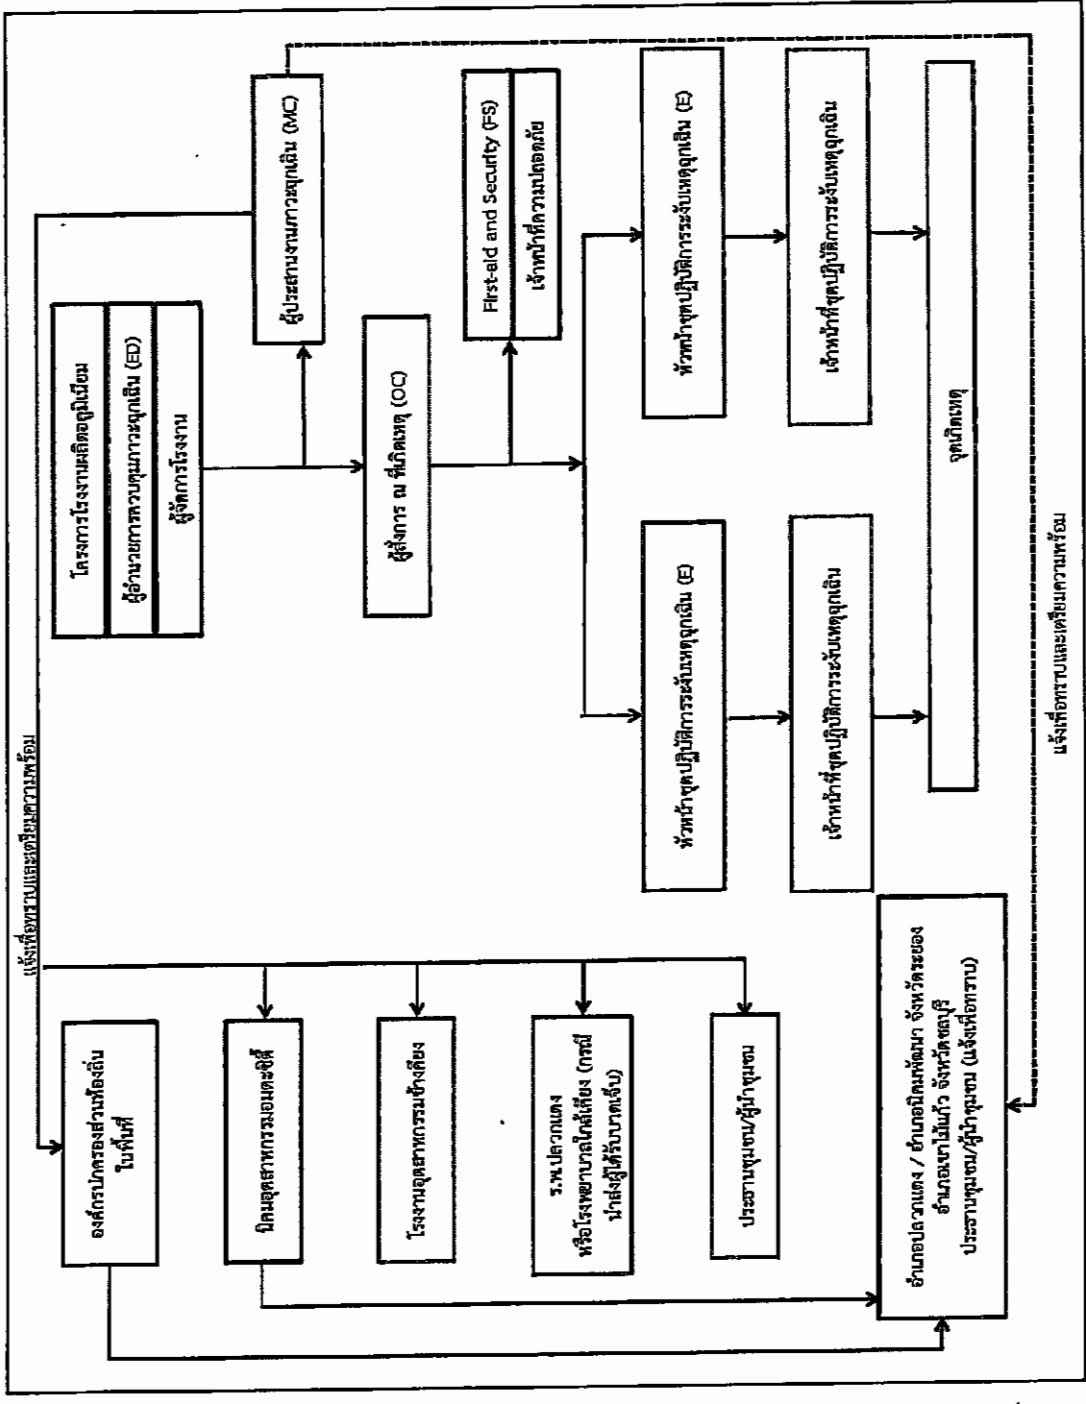 แจ้งเพื่อทราบและเตรียมความพร้อม
โครงการโรงงานผลิตอลูมิเนียม
ผู้อำนวยการควบคุมภาวะฉุกเฉิน (ED)
ผู้จัดการโรงงาน
ผู้ประสานงานภาวะฉุกเฉิน (MC)
ผู้สั่งการ ณ ที่เกิดเหตุ (OC)
First-aid and Security (FS)
เจ้าหน้าที่ความปลอดภัย
หัวหน้าชุดปฏิบัติการระงับเหตุฉุกเฉิน (E)
หัวหน้าชุดปฏิบัติการระงับเหตุฉุกเฉิน (E)
เจ้าหน้าที่ชุดปฏิบัติการระงับเหตุฉุกเฉิน
เจ้าหน้าที่ชุดปฏิบัติการระงับเหตุฉุกเฉิน
จุดเกิดเหตุ
องค์กรปกครองส่วนท้องถิ่น
ในพื้นที่
นิคมอุตสาหกรรมอมตะซิตี้
โรงงานอุตสาหกรรมข้างเคียง
ร.พ.ปลวกแดง
หรือโรงพยาบาลใกล้เคียง (กรณี
นำส่งผู้ได้รับบาดเจ็บ)
ประธานชุมชน/ผู้นำชุมชน
อำเภอปลวกแดง / อำเภอนิคมพัฒนา จังหวัดระยอง
อำเภอเขาไม้แก้ว จังหวัดชลบุรี
ประธานชุมชน/ผู้นำชุมชน (แจ้งเพื่อทราบ)
แจ้งเพื่อทราบและเตรียมความพร้อม